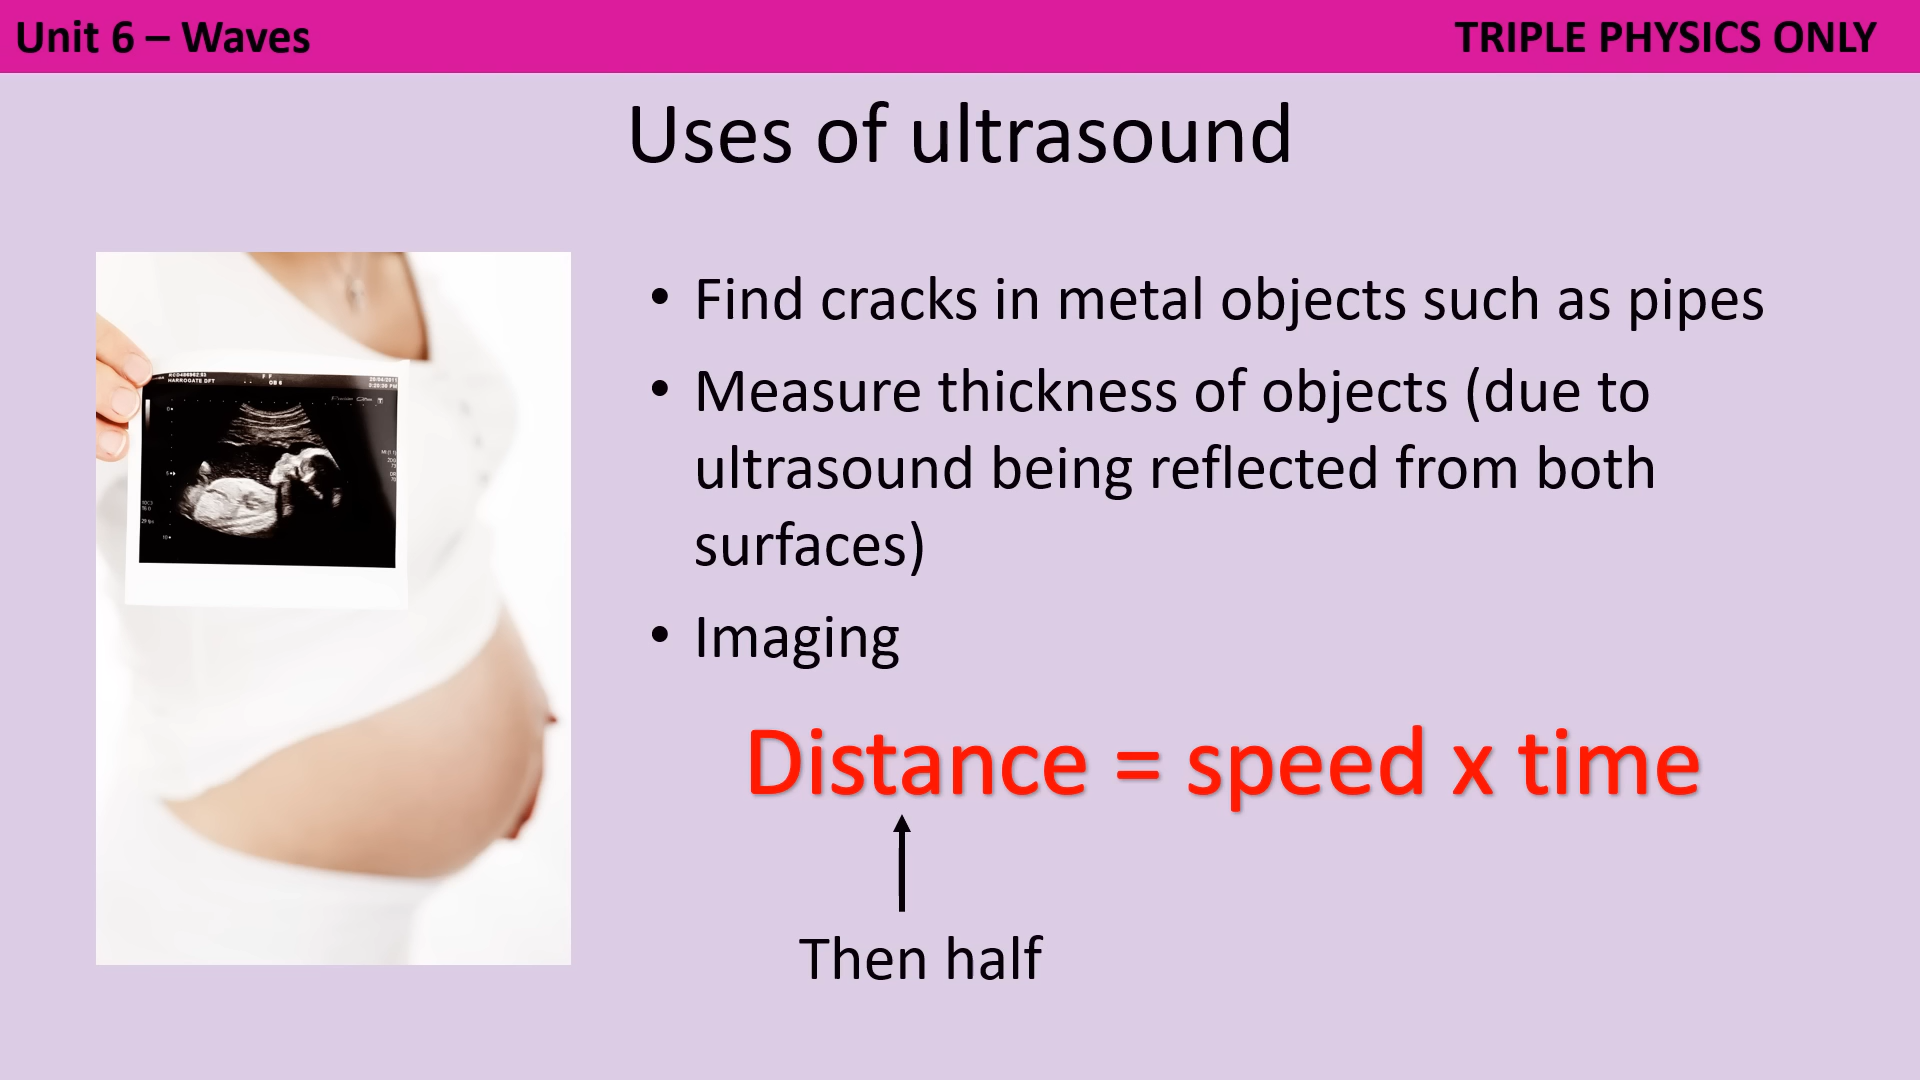 Unit 6 – Waves
TRIPLE PHYSICS ONLY
Uses of ultrasound
• Find cracks in metal objects such as pipes
• Measure thickness of objects (due to
ultrasound being reflected from both
surfaces)
• Imaging
Distance = speed x time
Then half
HARROGATE DFT